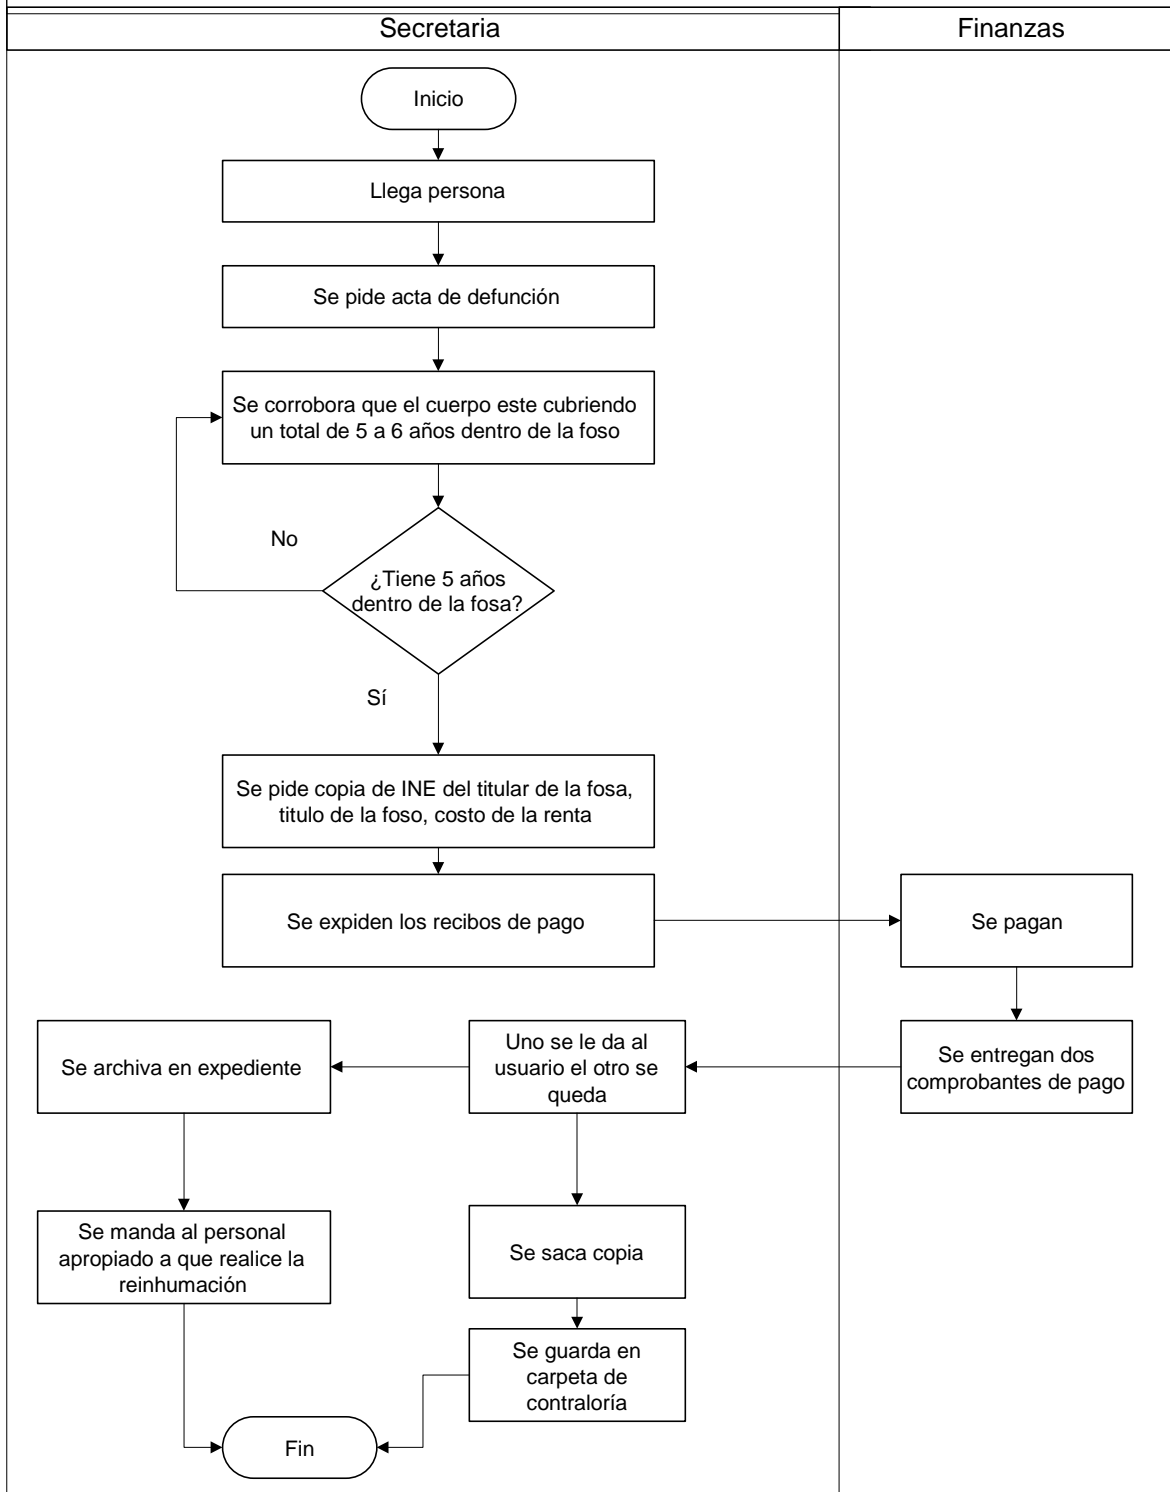 Secretaria
Finanzas
Inicio
Llega persona
Se pide acta de defunción
Se corrobora que el cuerpo este cubriendo
un total de 5 a 6 años dentro de la foso
No
¿Tiene 5 años
dentro de la fosa?
Sí
Se pide copia de INE del titular de la fosa,
titulo de la foso, costo de la renta
Se expiden los recibos de pago
Se pagan
Se entregan dos
comprobantes de pago
Uno se le da al
usuario el otro se
queda
Se archiva en expediente
Se manda al personal
apropiado a que realice la
reinhumación
Se saca copia
Se guarda en
carpeta de
contraloría
Fin